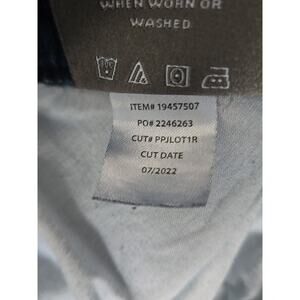 WHEN WORN OR
WASHED
ITEM# 19457507
PO# 2246263
CUT# PPJLOT1R
CUT DATE
07/2022